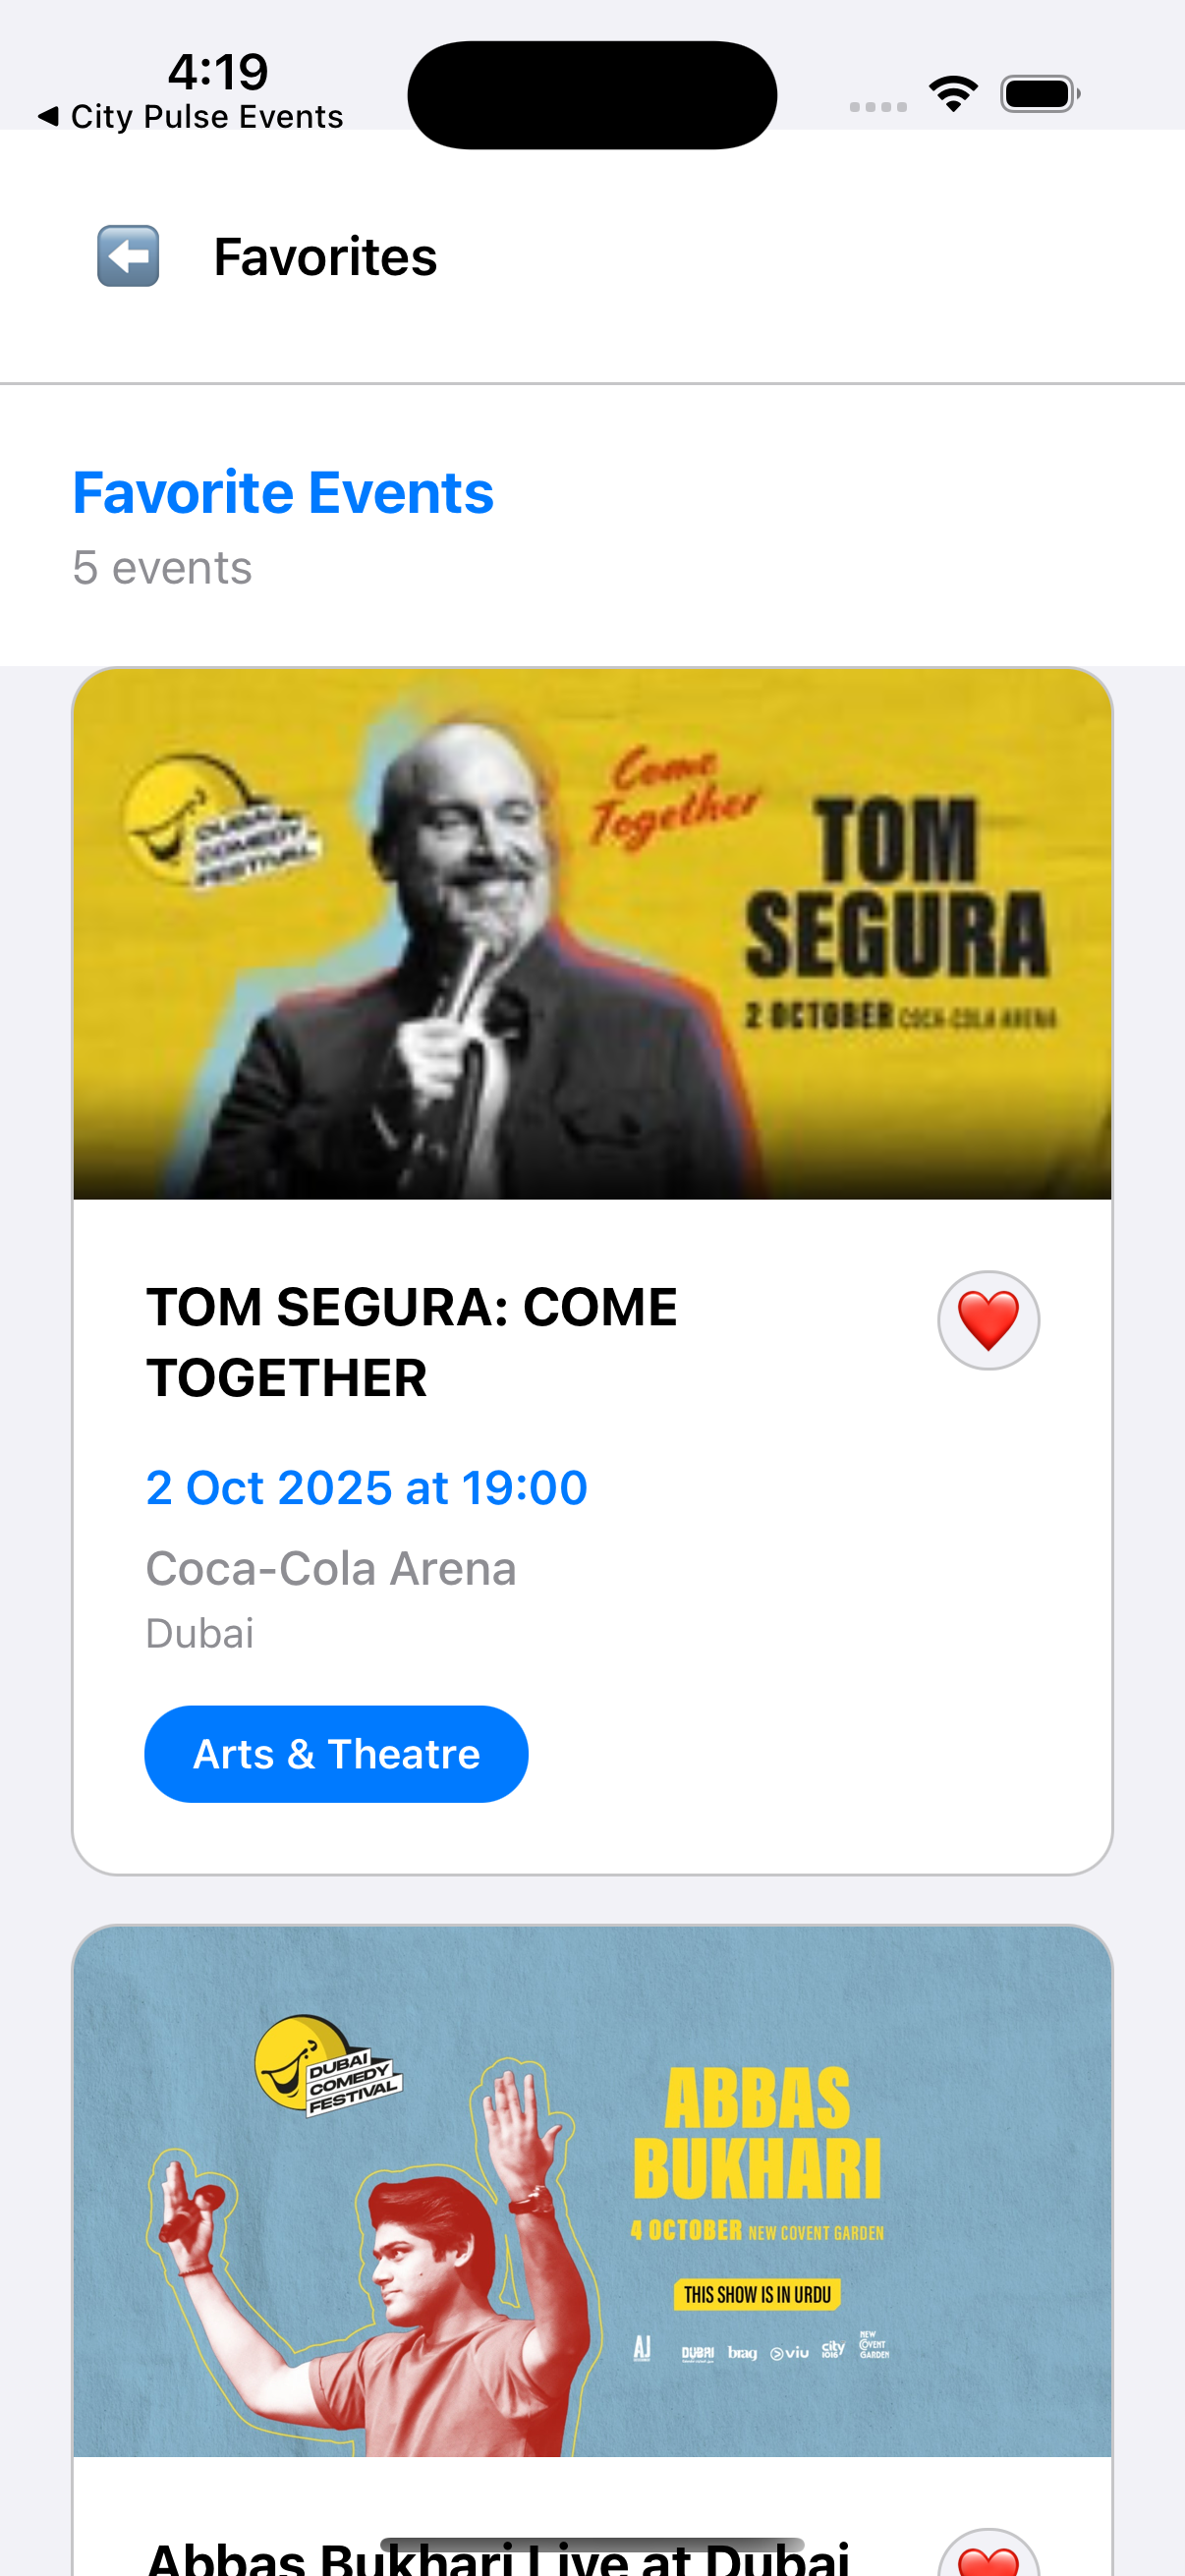 4:19
◀ City Pulse Events
Favorites
Favorite Events
5 events
DUBAI
COMEDY
FESTIVAL
Come
Together
TOM
SEGURA
2 OCTOBER COCA-COLA ARENA
TOM SEGURA: COME
TOGETHER
2 Oct 2025 at 19:00
Coca-Cola Arena
Dubai
Arts & Theatre
DUBAI
COMEDY
FESTIVAL
ABBAS
BUKHARI
4 OCTOBER NEW COVENT GARDEN
THIS SHOW IS IN URDU
AJ
DUBAI
brag
viu
city
1016
NEW
COVENT
GARDEN
Abbas Bukhari Live at Dubai